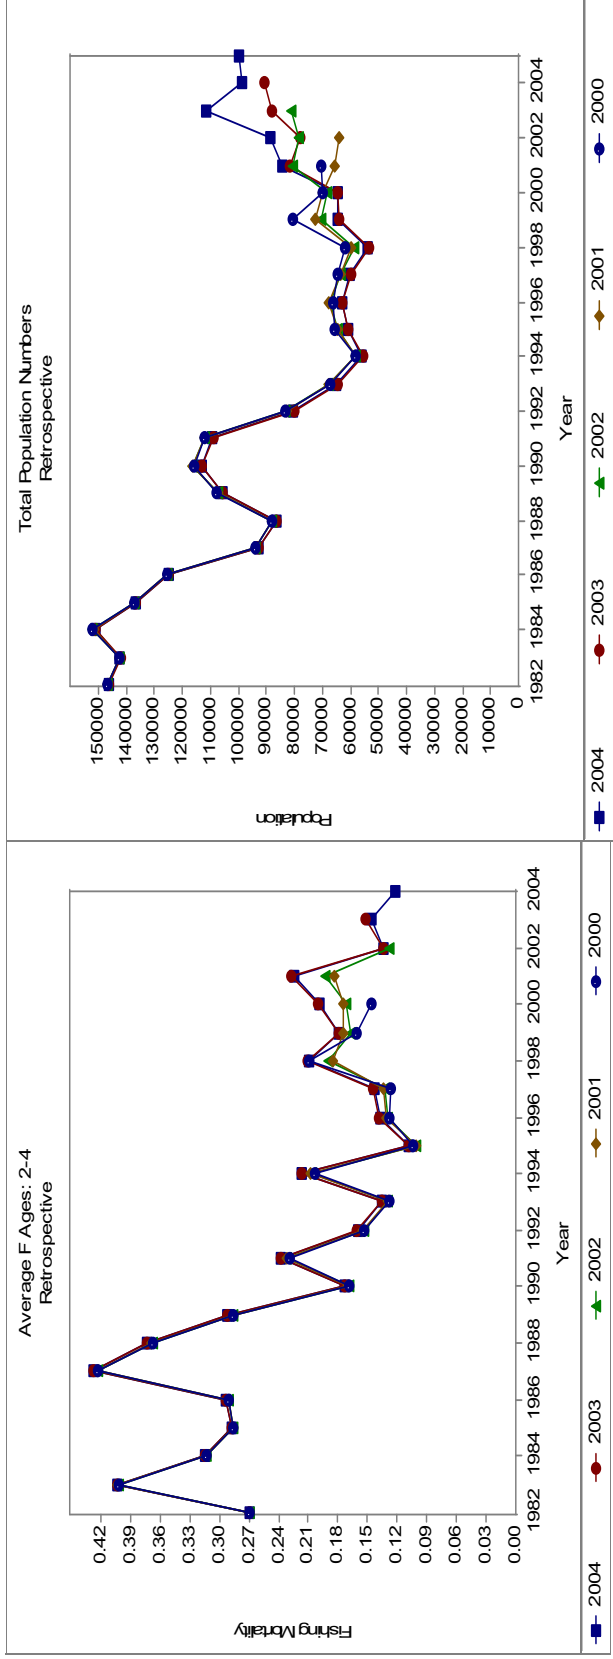 Average F Ages: 2-4
Retrospective
Fishing Mortality
0.42
0.39
0.36
0.33
0.30
0.27
0.24
0.21
0.18
0.15
0.12
0.09
0.06
0.03
0.00
1982 1984 1986 1988 1990 1992 1994 1996 1998 2000 2002 2004
Year
2004 2003 2002 2001 2000
Total Population Numbers
Retrospective
Population
150000
140000
130000
120000
110000
100000
90000
80000
70000
60000
50000
40000
30000
20000
10000
0
1982 1984 1986 1988 1990 1992 1994 1996 1998 2000 2002 2004
Year
2004 2003 2002 2001 2000